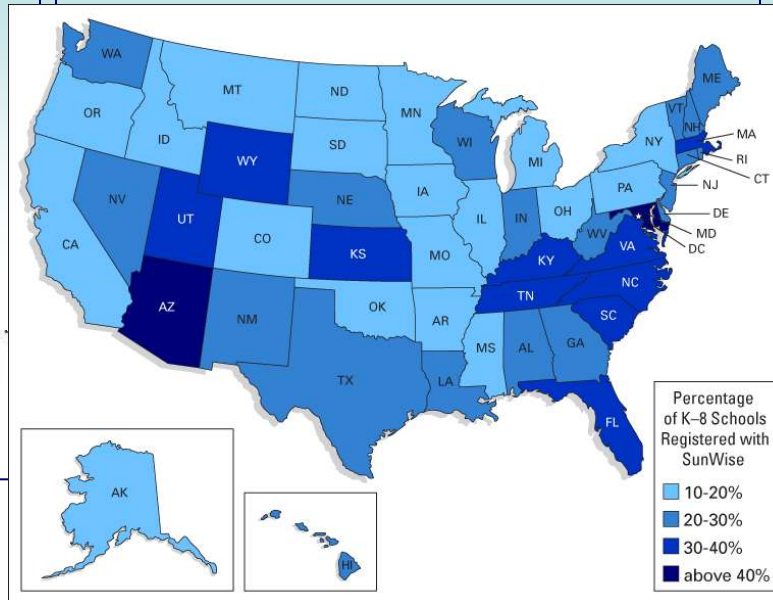 WA
MT
ND
MN
ME
VT
NH
OR
ID
WY
SD
WI
MI
NY
MA
RI
CT
NV
UT
CO
NE
IA
IL
IN
OH
PA
NJ
DE
MD
DC
WV
VA
CA
KS
MO
KY
TN
NC
AZ
NM
OK
AR
SC
MS
AL
GA
TX
LA
FL
AK
HI
Percentage
of K–8 Schools
Registered with
SunWise
10-20%
20-30%
30-40%
above 40%